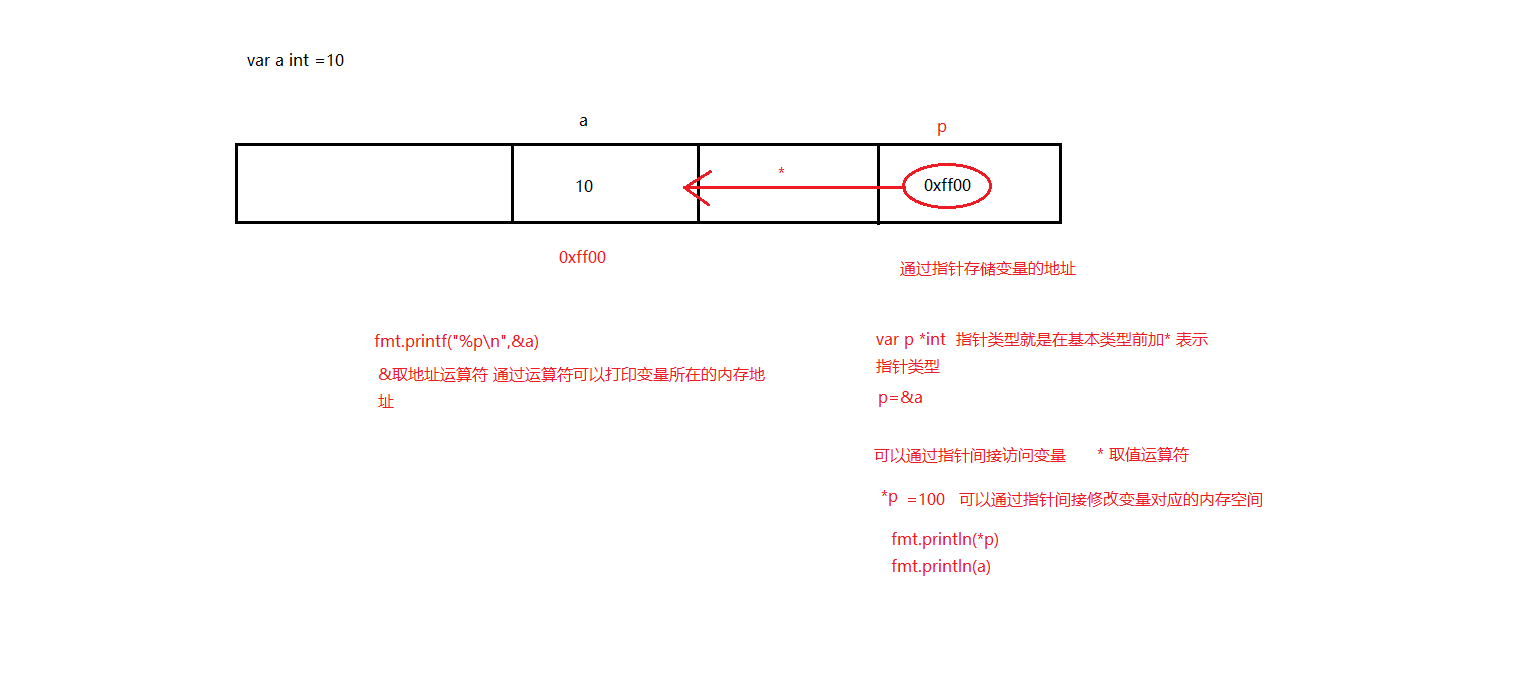 var a int =10
a
p
10
*
0xff00
0xff00
通过指针存储变量的地址
fmt.printf("%p\n",&a)
&取地址运算符 通过运算符可以打印变量所在的内存地
址
var p *int 指针类型就是在基本类型前加* 表示
指针类型
p=&a
可以通过指针间接访问变量 * 取值运算符
*p =100 可以通过指针间接修改变量对应的内存空间
fmt.println(*p)
fmt.println(a)